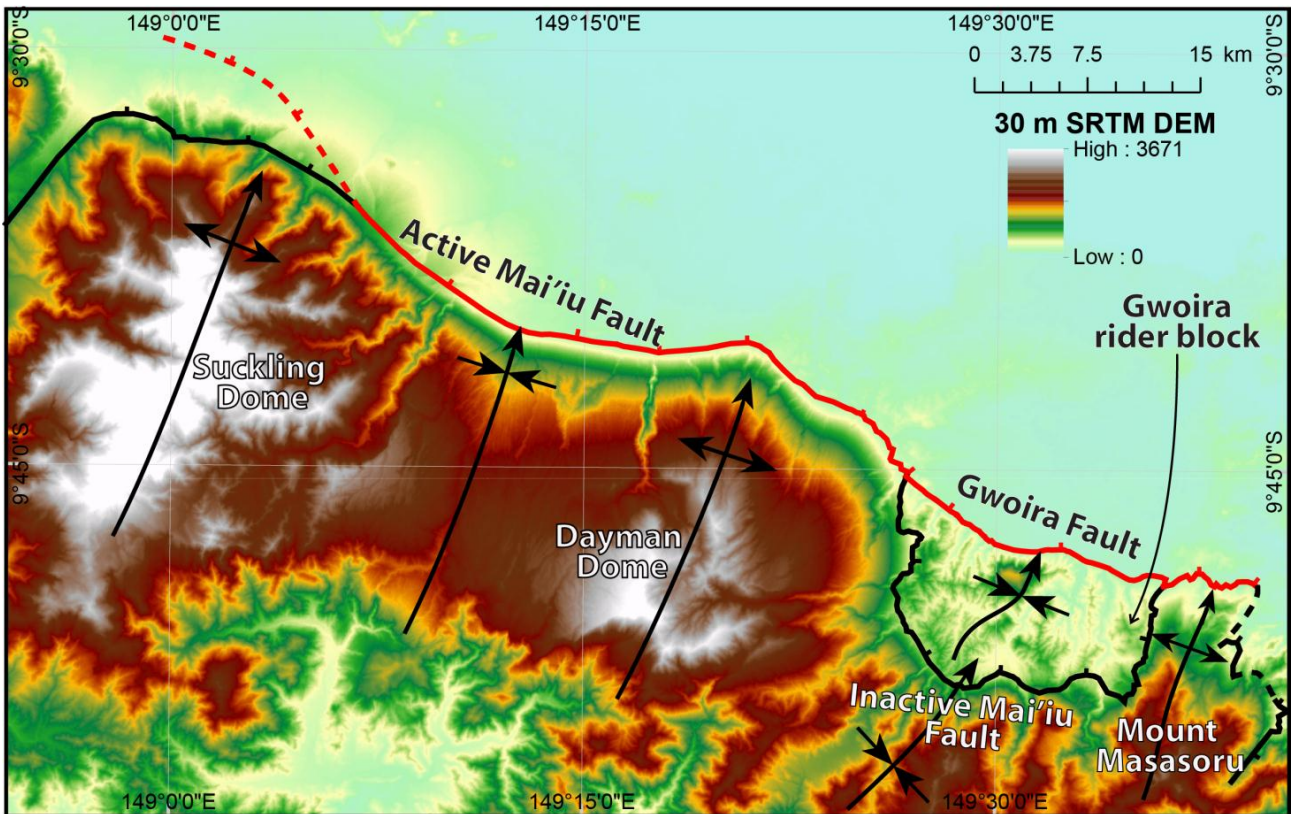 149°0'0"E
149°15'0"E
149°30'0"E
9°30'0"S
9°30'0"S
0 3.75 7.5 15 km
30 m SRTM DEM
High : 3671
Low : 0
Active Mai'iu Fault
Gwoira
rider block
Suckling
Dome
9°45'0"S
9°45'0"S
Gwoira Fault
Dayman
Dome
Inactive Mai'iu
Fault
Mount
Masasoru
149°0'0"E
149°15'0"E
149°30'0"E